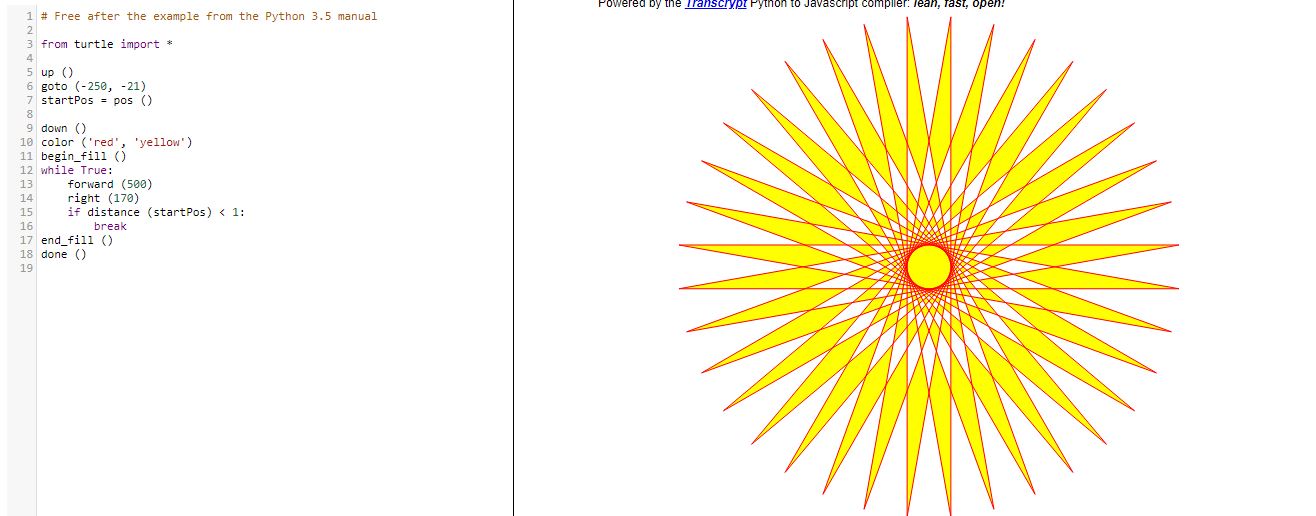 1 # Free after the example from the Python 3.5 manual
2
3 from turtle import *
4
5 up ()
6 goto (-250, -21)
7 startPos = pos ()
8
9 down ()
10 color ('red', 'yellow')
11 begin_fill ()
12 while True:
13     forward (500)
14     right (170)
15     if distance (startPos) < 1:
16         break
17 end_fill ()
18 done ()
19
Powered by the Transcrypt Python to Javascript compiler: lean, fast, open!